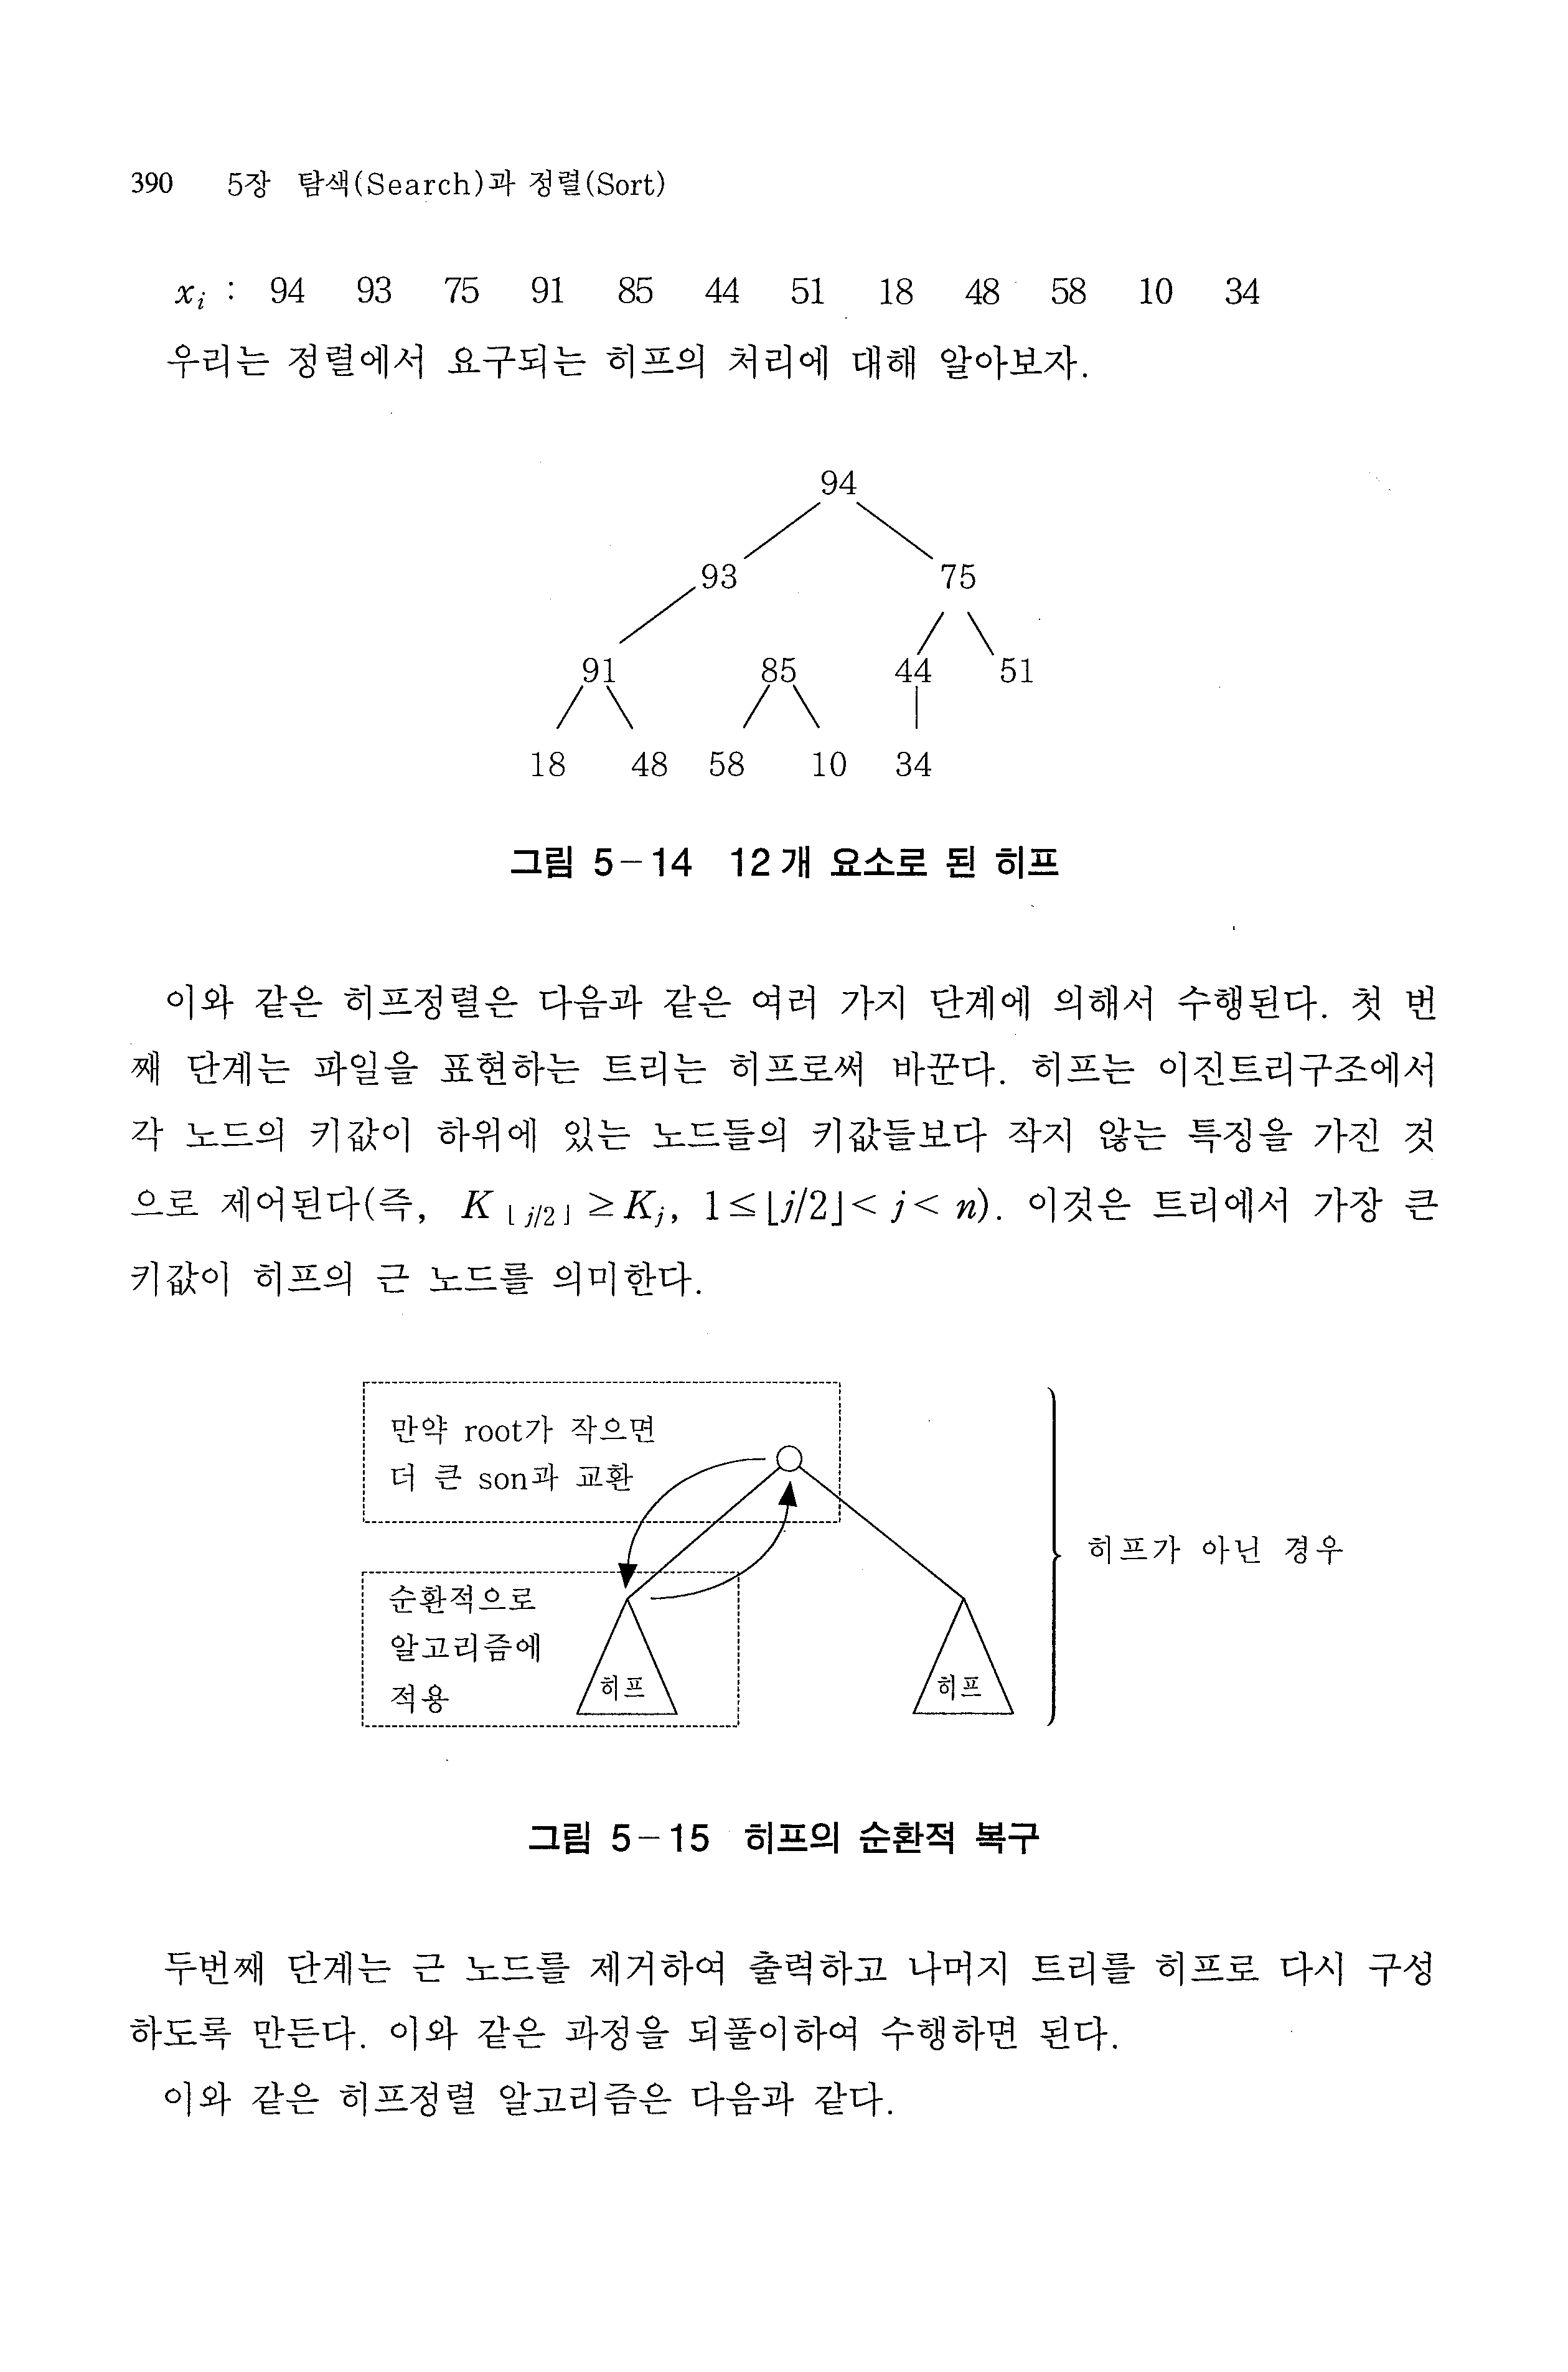 390 5장 탐색(Search)과 정렬(Sort)
xᵢ : 94 93 75 91 85 44 51 18 48 58 10 34
우리는 정렬에서 요구되는 히프의 처리에 대해 알아보자.
94
93 75
91 85 44 51
18 48 58 10 34
그림 5-14 12개 요소로 된 히프
이와 같은 히프정렬은 다음과 같은 여러 가지 단계에 의해서 수행된다. 첫 번
째 단계는 파일을 표현하는 트리는 히프로써 바꾼다. 히프는 이진트리구조에서
각 노드의 키값이 하위에 있는 노드들의 키값들보다 작지 않는 특징을 가진 것
으로 제어된다(즉, K⌊j/2⌋ ≥Kⱼ, 1≤⌊j/2⌋< j< n). 이것은 트리에서 가장 큰
키값이 히프의 근 노드를 의미한다.
만약 root가 작으면
더 큰 son과 교환
히프가 아닌 경우
순환적으로
알고리즘에
적용
히프 히프
그림 5-15 히프의 순환적 복구
두번째 단계는 근 노드를 제거하여 출력하고 나머지 트리를 히프로 다시 구성
하도록 만든다. 이와 같은 과정을 되풀이하여 수행하면 된다.
이와 같은 히프정렬 알고리즘은 다음과 같다.